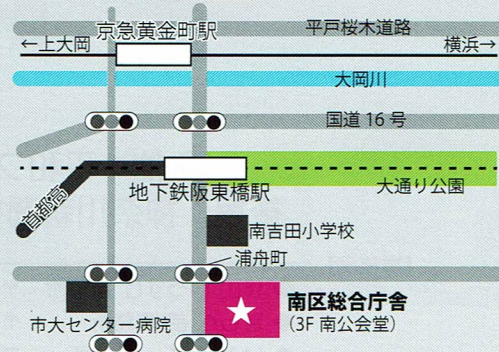 京急黄金町駅
平戸桜木道路
←上大岡
横浜→
大岡川
国道16号
地下鉄阪東橋駅
大通り公園
首都高
南吉田小学校
浦舟町
市大センター病院
南区総合庁舎
(3F 南公会堂)